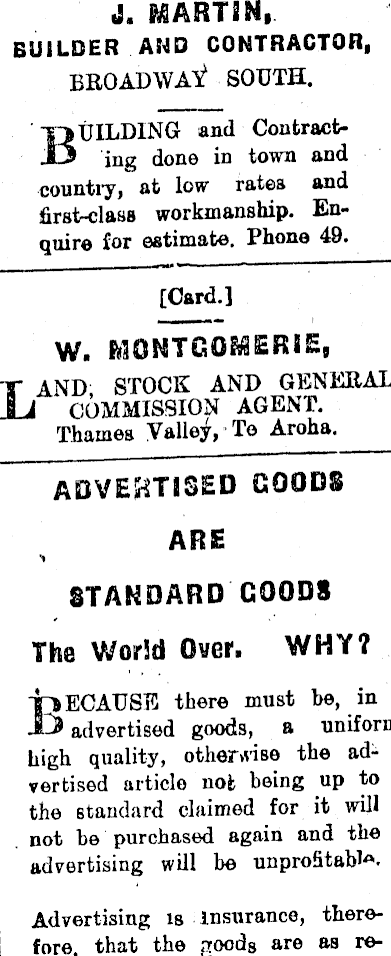 J. MARTIN,
BUILDER AND CONTRACTOR,
BROADWAY SOUTH.
BUILDING and Contract-
ing done in town and
country, at low rates and
first-class workmanship. En-
quire for estimate. Phone 49.
[Card.]
W. MONTGOMERIE,
LAND, STOCK AND GENERAL
COMMISSION AGENT.
Thames Valley, Te Aroha.
ADVERTISED GOODS
ARE
STANDARD GOODS
The World Over. WHY?
BECAUSE there must be, in
advertised goods, a uniform
high quality, otherwise the ad-
vertised article not being up to
the standard claimed for it will
not be purchased again and the
advertising will be unprofitable.
Advertising is insurance, there-
fore, that the goods are as re-